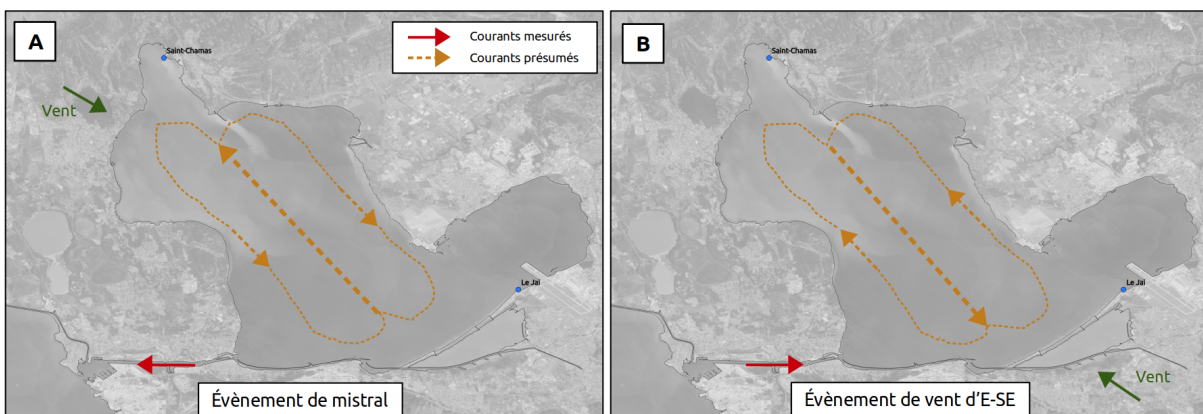 A
Saint-Chamas
Courants mesurés
Courants présumés
Vent
Le Jaï
Évènement de mistral
B
Saint-Chamas
Le Jaï
Vent
Évènement de vent d'E-SE